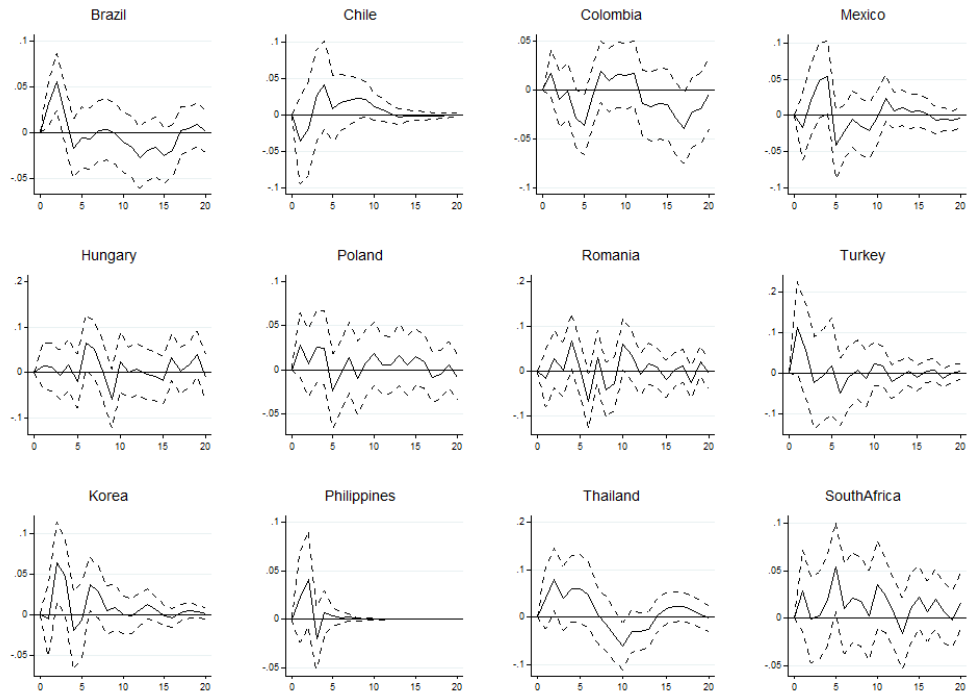 Brazil Chile Colombia Mexico
.1 .1 .05 .1
.05 .05 0 .05
0 0 -.05 0
-.05 -.05 -.1 -.05
-.1 -.1
0 5 10 15 20 0 5 10 15 20 0 5 10 15 20 0 5 10 15 20
Hungary Poland Romania Turkey
.2 .1 .2 .2
.1 .05 .1 .1
0 0 0 0
-.1 -.05 -.1 -.1
0 5 10 15 20 0 5 10 15 20 0 5 10 15 20 0 5 10 15 20
Korea Philippines Thailand SouthAfrica
.1 .1 .2 .1
.05 .05 .1 .05
0 0 0 0
-.05 -.05 -.1 -.05
0 5 10 15 20 0 5 10 15 20 0 5 10 15 20 0 5 10 15 20